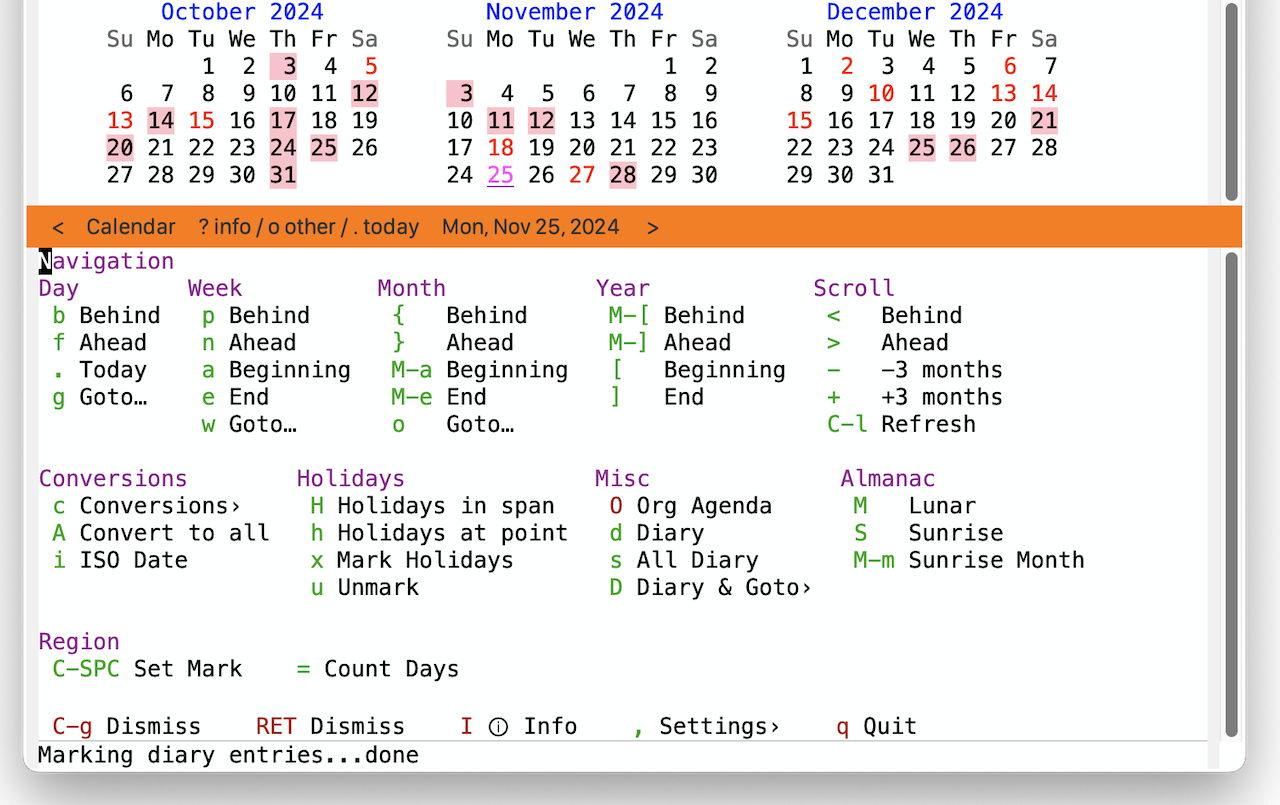 October 2024 November 2024 December 2024
Su Mo Tu We Th Fr Sa Su Mo Tu We Th Fr Sa Su Mo Tu We Th Fr Sa
1 2 3 4 5 1 2 1 2 3 4 5 6 7
6 7 8 9 10 11 12 3 4 5 6 7 8 9 8 9 10 11 12 13 14
13 14 15 16 17 18 19 10 11 12 13 14 15 16 15 16 17 18 19 20 21
20 21 22 23 24 25 26 17 18 19 20 21 22 23 22 23 24 25 26 27 28
27 28 29 30 31 24 25 26 27 28 29 30 29 30 31
< Calendar ? info / o other / . today Mon, Nov 25, 2024 >
Navigation
Day Week Month Year Scroll
b Behind p Behind { Behind M-[ Behind < Behind
f Ahead n Ahead } Ahead M-] Ahead > Ahead
. Today a Beginning M-a Beginning [ Beginning - -3 months
g Goto… e End M-e End ] End + +3 months
w Goto… o Goto… C-l Refresh
Conversions Holidays Misc Almanac
c Conversions› H Holidays in span O Org Agenda M Lunar
A Convert to all h Holidays at point d Diary S Sunrise
i ISO Date x Mark Holidays s All Diary M-m Sunrise Month
u Unmark D Diary & Goto›
Region
C-SPC Set Mark = Count Days
C-g Dismiss RET Dismiss I ⓘ Info , Settings› q Quit
Marking diary entries...done